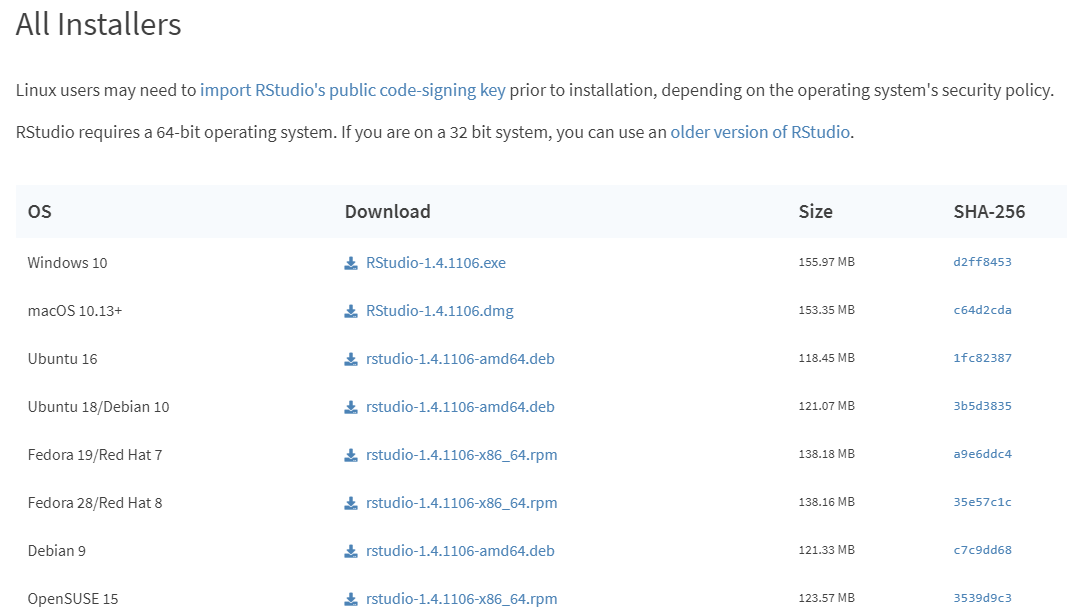 All Installers
Linux users may need to import RStudio's public code-signing key prior to installation, depending on the operating system's security policy.
RStudio requires a 64-bit operating system. If you are on a 32 bit system, you can use an older version of RStudio.
OS Download Size SHA-256
Windows 10 RStudio-1.4.1106.exe 155.97 MB d2ff8453
macOS 10.13+ RStudio-1.4.1106.dmg 153.35 MB c64d2cda
Ubuntu 16 rstudio-1.4.1106-amd64.deb 118.45 MB 1fc82387
Ubuntu 18/Debian 10 rstudio-1.4.1106-amd64.deb 121.07 MB 3b5d3835
Fedora 19/Red Hat 7 rstudio-1.4.1106-x86_64.rpm 138.18 MB a9e6ddc4
Fedora 28/Red Hat 8 rstudio-1.4.1106-x86_64.rpm 138.16 MB 35e57c1c
Debian 9 rstudio-1.4.1106-amd64.deb 121.33 MB c7c9dd68
OpenSUSE 15 rstudio-1.4.1106-x86_64.rpm 123.57 MB 3539d9c3